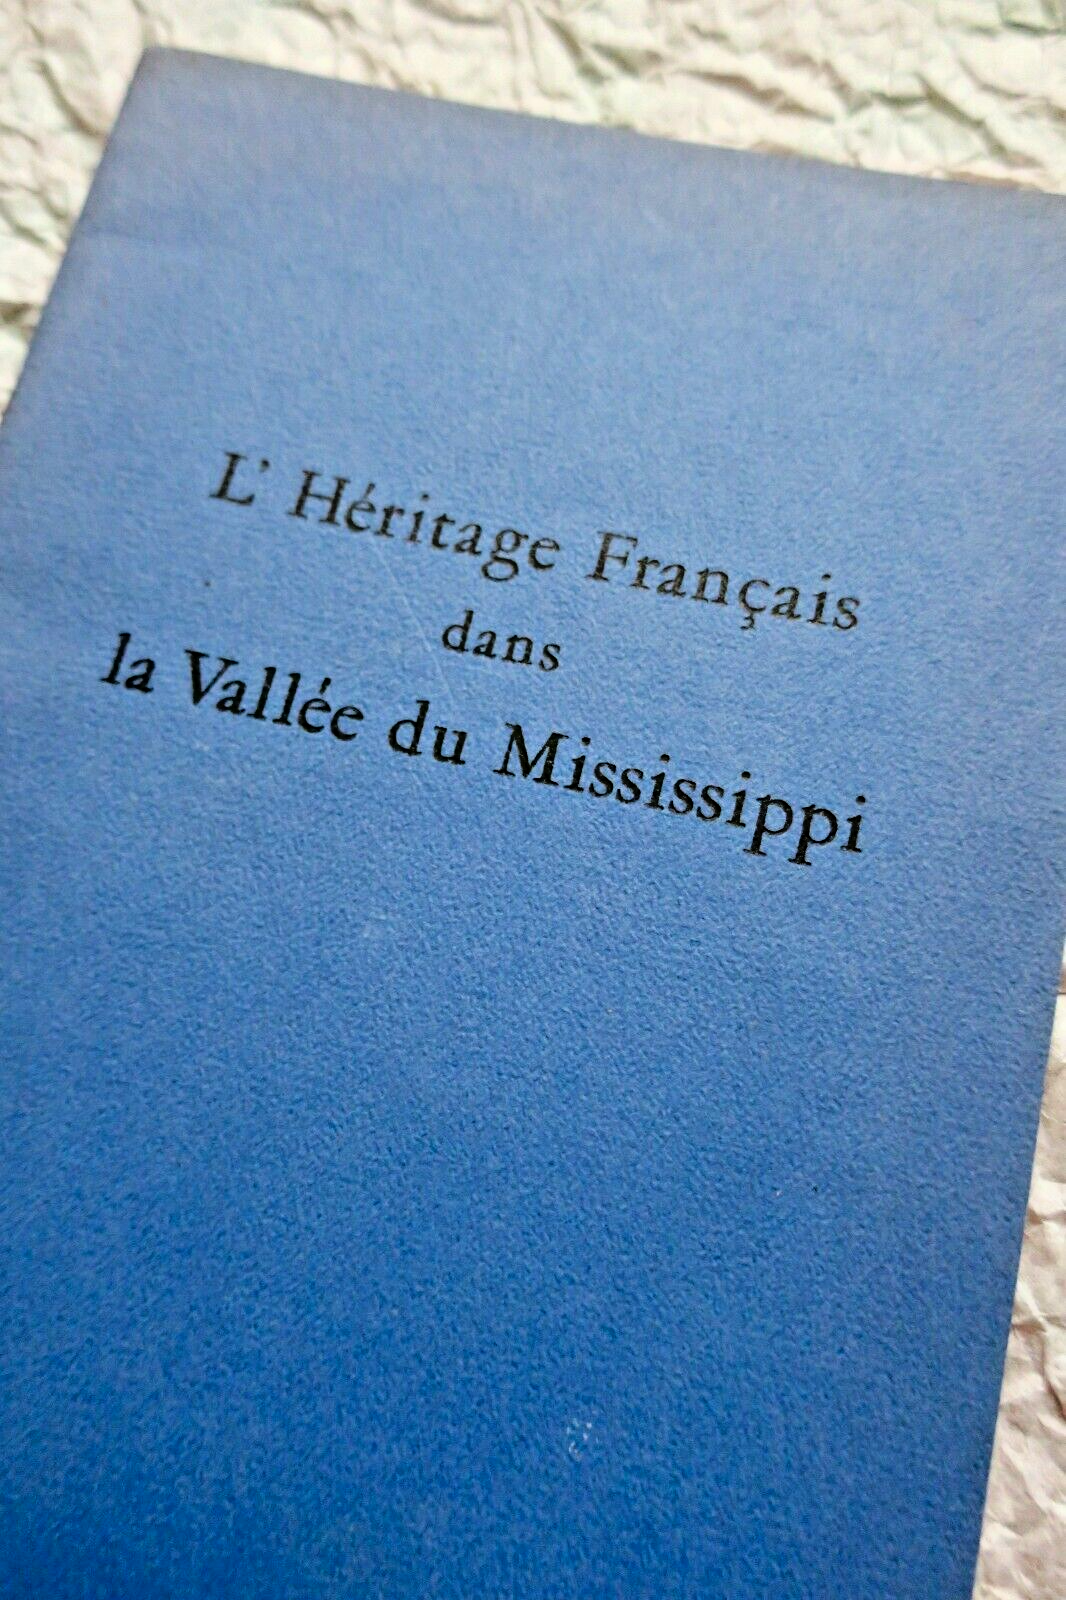 L' Héritage Français
dans
la Vallée du Mississippi